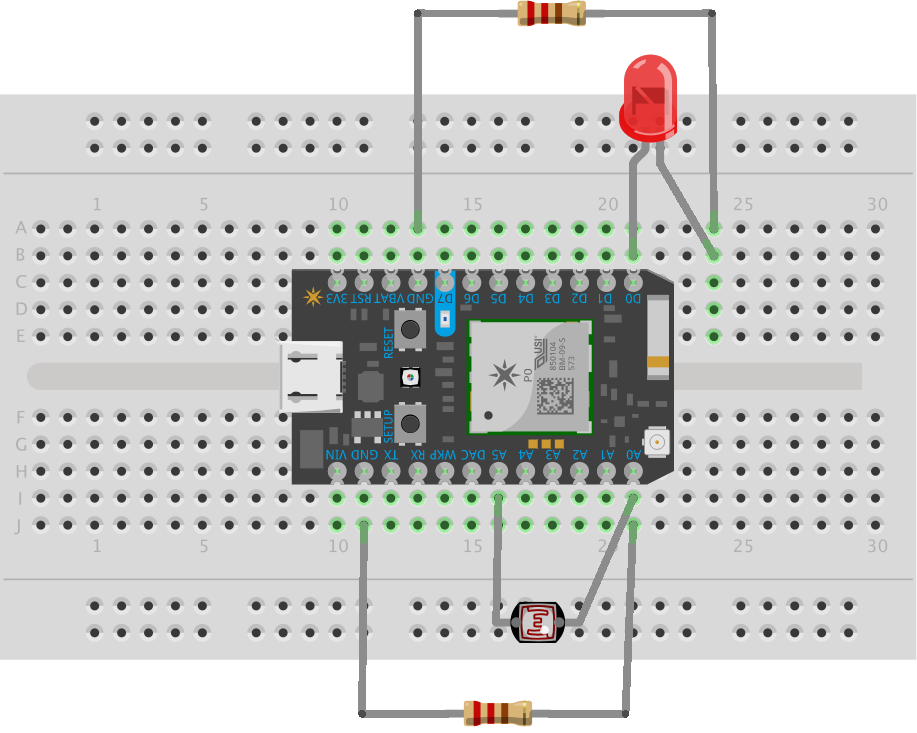 1 5 10 15 20 25 30
A
B
C
D
E
3V3 RST VBAT GND D7 D6 D5 D4 D3 D2 D1 D0
RESET
P0
USI
850104
BM-09-S
S73
SETUP
VIN GND TX RX WKP DAC A5 A4 A3 A2 A1 A0
F
G
H
I
J
1 5 10 15 20 25 30